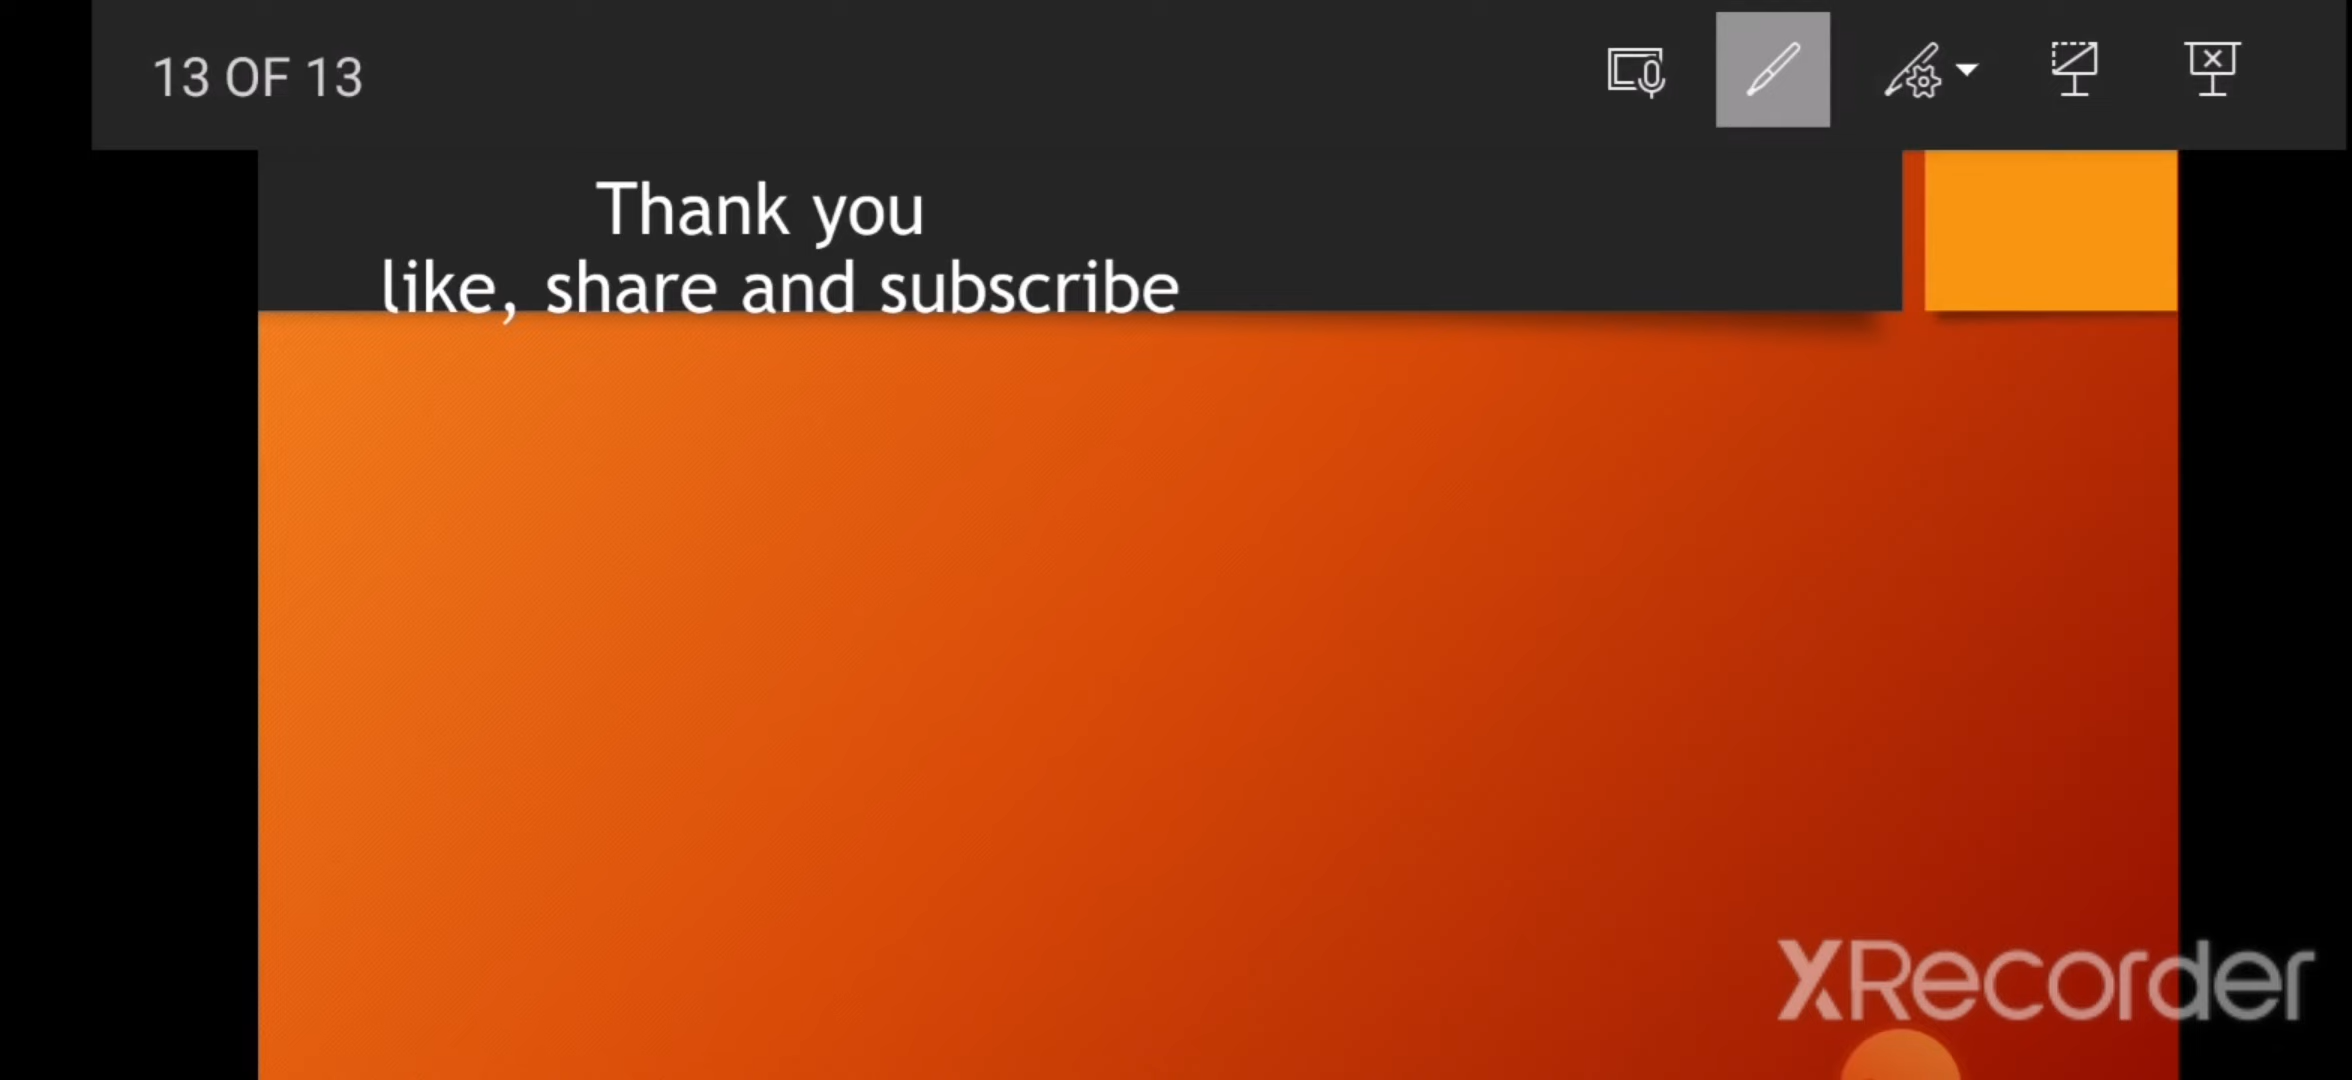 13 OF 13
Thank you
like, share and subscribe
XRecorder